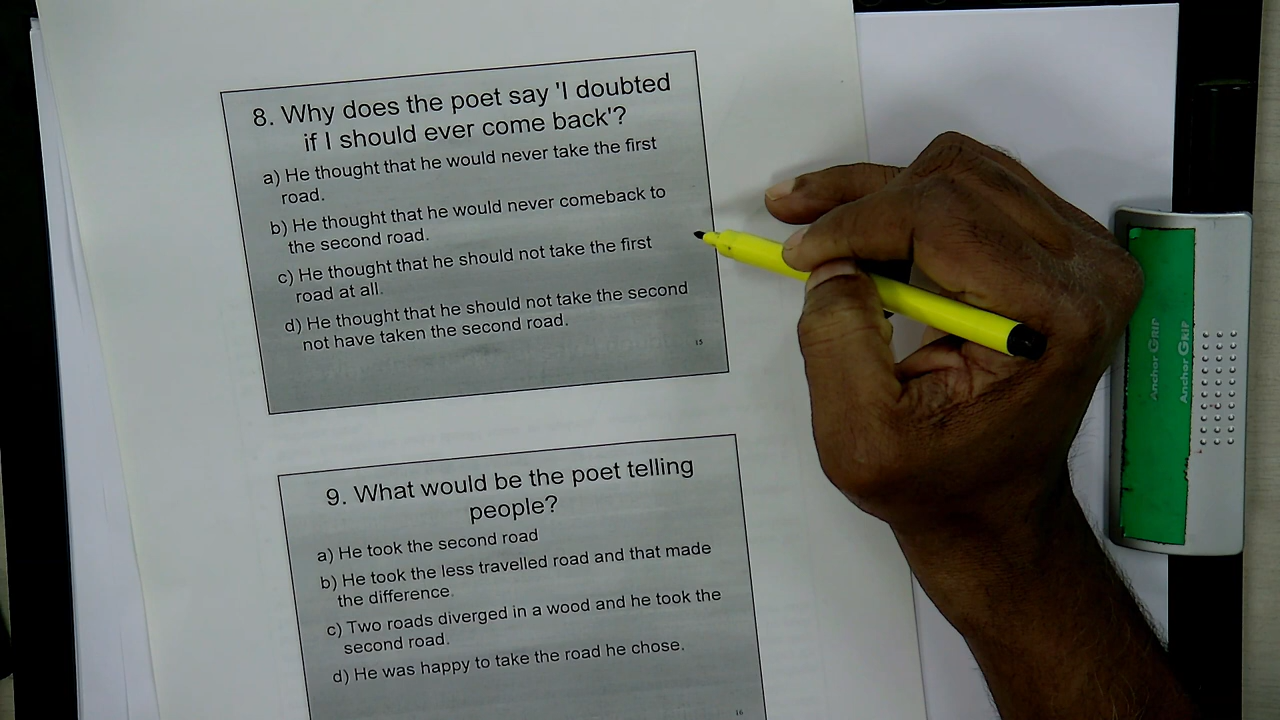 8. Why does the poet say 'I doubted
if I should ever come back'?
a) He thought that he would never take the first
road.
b) He thought that he would never comeback to
the second road.
c) He thought that he should not take the first
road at all.
d) He thought that he should not take the second
not have taken the second road.
15
9. What would be the poet telling
people?
a) He took the second road
b) He took the less travelled road and that made
the difference.
c) Two roads diverged in a wood and he took the
second road.
d) He was happy to take the road he chose.
16
Anchor GRIP
Anchor GRIP